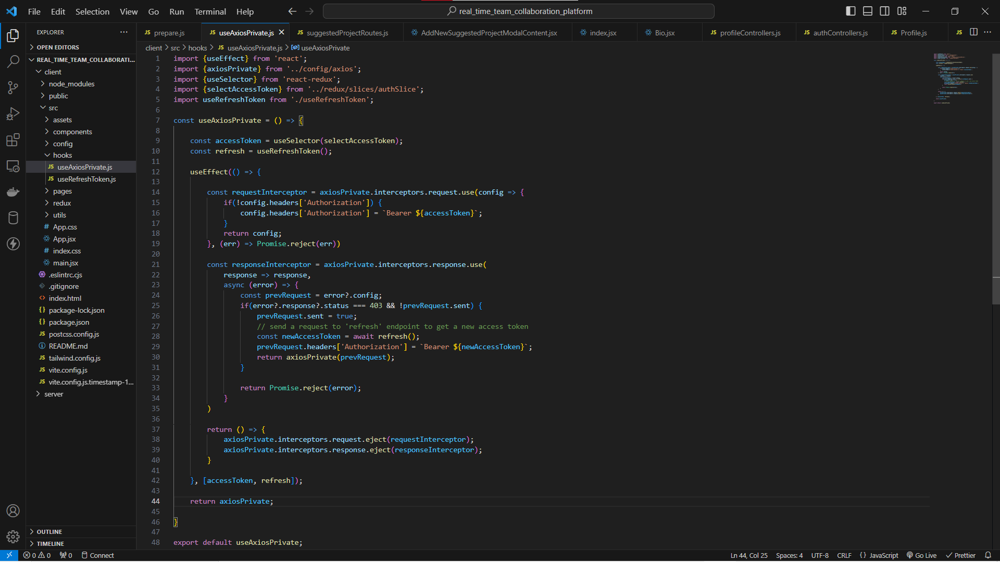 File Edit Selection View Go Run Terminal Help
real_time_team_collaboration_platform
EXPLORER
OPEN EDITORS
REAL_TIME_TEAM_COLLABORATI...
client
node_modules
public
src
assets
components
config
hooks
JS useAxiosPrivate.js
JS useRefreshToken.js
pages
redux
utils
# App.css
App.jsx
# index.css
main.jsx
.eslintrc.cjs
.gitignore
<> index.html
{} package-lock.json
{} package.json
JS postcss.config.js
README.md
JS tailwind.config.js
JS vite.config.js
JS vite.config.js.timestamp-1...
server
OUTLINE
TIMELINE
JS prepare.js JS useAxiosPrivate.js JS suggestedProjectRoutes.js AddNewSuggestedProjectModalContent.jsx index.jsx Bio.jsx JS profileControllers.js JS authControllers.js JS Profile.js JS
client > src > hooks > JS useAxiosPrivate.js > useAxiosPrivate
1 import {useEffect} from 'react';
2 import {axiosPrivate} from '../config/axios';
3 import {useSelector} from 'react-redux';
4 import {selectAccessToken} from '../redux/slices/authSlice';
5 import useRefreshToken from './useRefreshToken';
6
7 const useAxiosPrivate = () => {
8
9 const accessToken = useSelector(selectAccessToken);
10 const refresh = useRefreshToken();
11
12 useEffect(() => {
13
14 const requestInterceptor = axiosPrivate.interceptors.request.use(config => {
15 if(!config.headers['Authorization']) {
16 config.headers['Authorization'] = `Bearer ${accessToken}`;
17 }
18 return config;
19 }, (err) => Promise.reject(err))
20
21 const responseInterceptor = axiosPrivate.interceptors.response.use(
22 response => response,
23 async (error) => {
24 const prevRequest = error?.config;
25 if(error?.response?.status === 403 && !prevRequest.sent) {
26 prevRequest.sent = true;
27 // send a request to 'refresh' endpoint to get a new access token
28 const newAccessToken = await refresh();
29 prevRequest.headers['Authorization'] = `Bearer ${newAccessToken}`;
30 return axiosPrivate(prevRequest);
31 }
32
33 return Promise.reject(error);
34 }
35 )
36
37 return () => {
38 axiosPrivate.interceptors.request.eject(requestInterceptor);
39 axiosPrivate.interceptors.response.eject(responseInterceptor);
40 }
41
42 }, [accessToken, refresh]);
43
44 return axiosPrivate;
45
46 }
47
48 export default useAxiosPrivate;
0 0 0 Connect Ln 44, Col 25 Spaces: 4 UTF-8 CRLF {} JavaScript Go Live Prettier